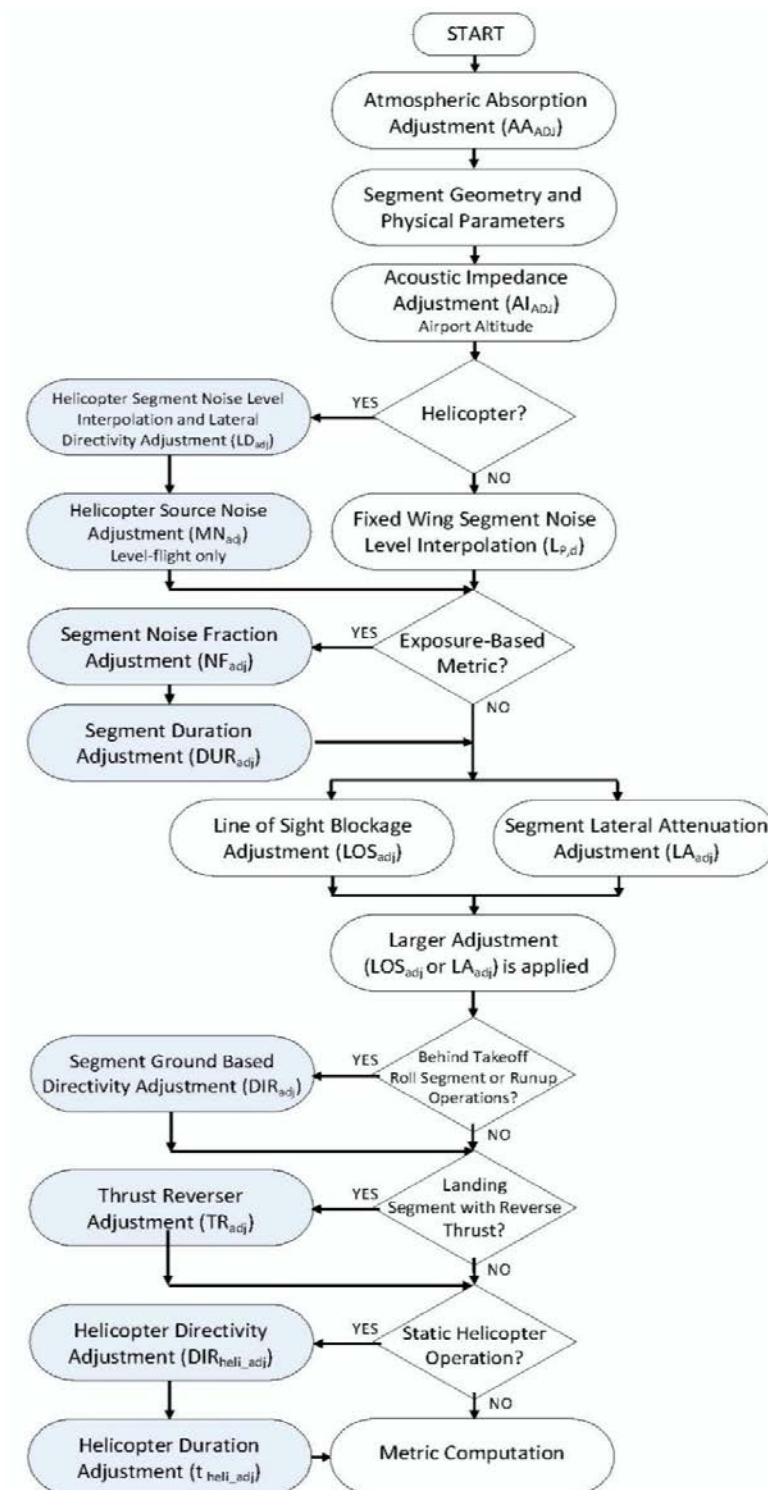 START
Atmospheric Absorption
Adjustment (AA_ADJ)
Segment Geometry and
Physical Parameters
Acoustic Impedance
Adjustment (AI_ADJ)
Airport Altitude
Helicopter?
YES
Helicopter Segment Noise Level
Interpolation and Lateral
Directivity Adjustment (LD_adj)
NO
Helicopter Source Noise
Adjustment (MN_adj)
Level-flight only
Fixed Wing Segment Noise
Level Interpolation (L_P,d)
Exposure-Based
Metric?
YES
Segment Noise Fraction
Adjustment (NF_adj)
NO
Segment Duration
Adjustment (DUR_adj)
Line of Sight Blockage
Adjustment (LOS_adj)
Segment Lateral Attenuation
Adjustment (LA_adj)
Larger Adjustment
(LOS_adj or LA_adj) is applied
Behind Takeoff
Roll Segment or Runup
Operations?
YES
Segment Ground Based
Directivity Adjustment (DIR_adj)
NO
Landing
Segment with Reverse
Thrust?
YES
Thrust Reverser
Adjustment (TR_adj)
NO
Static Helicopter
Operation?
YES
Helicopter Directivity
Adjustment (DIR_heli_adj)
NO
Helicopter Duration
Adjustment (t_heli_adj)
Metric Computation